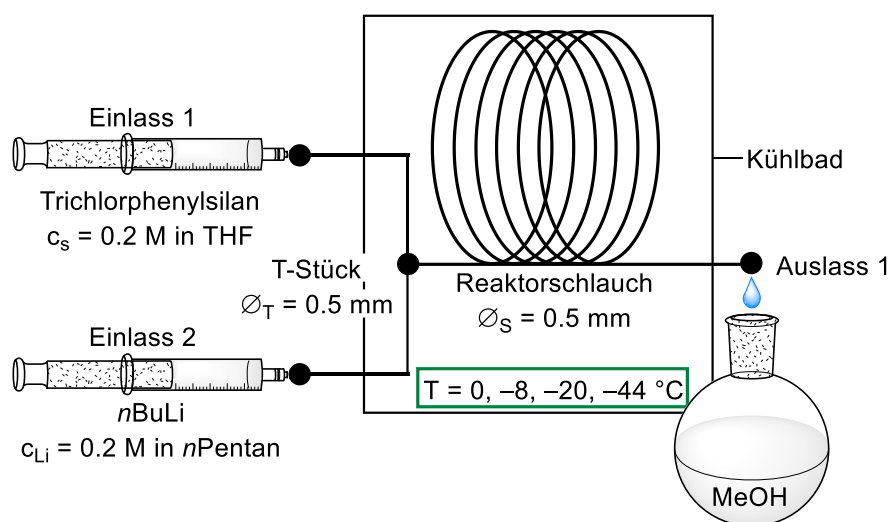 Einlass 1
Trichlorphenylsilan
cₛ = 0.2 M in THF
Kühlbad
T-Stück
∅T = 0.5 mm
Reaktorschlauch
∅S = 0.5 mm
Auslass 1
Einlass 2
nBuLi
cLi = 0.2 M in nPentan
T = 0, –8, –20, –44 °C
MeOH